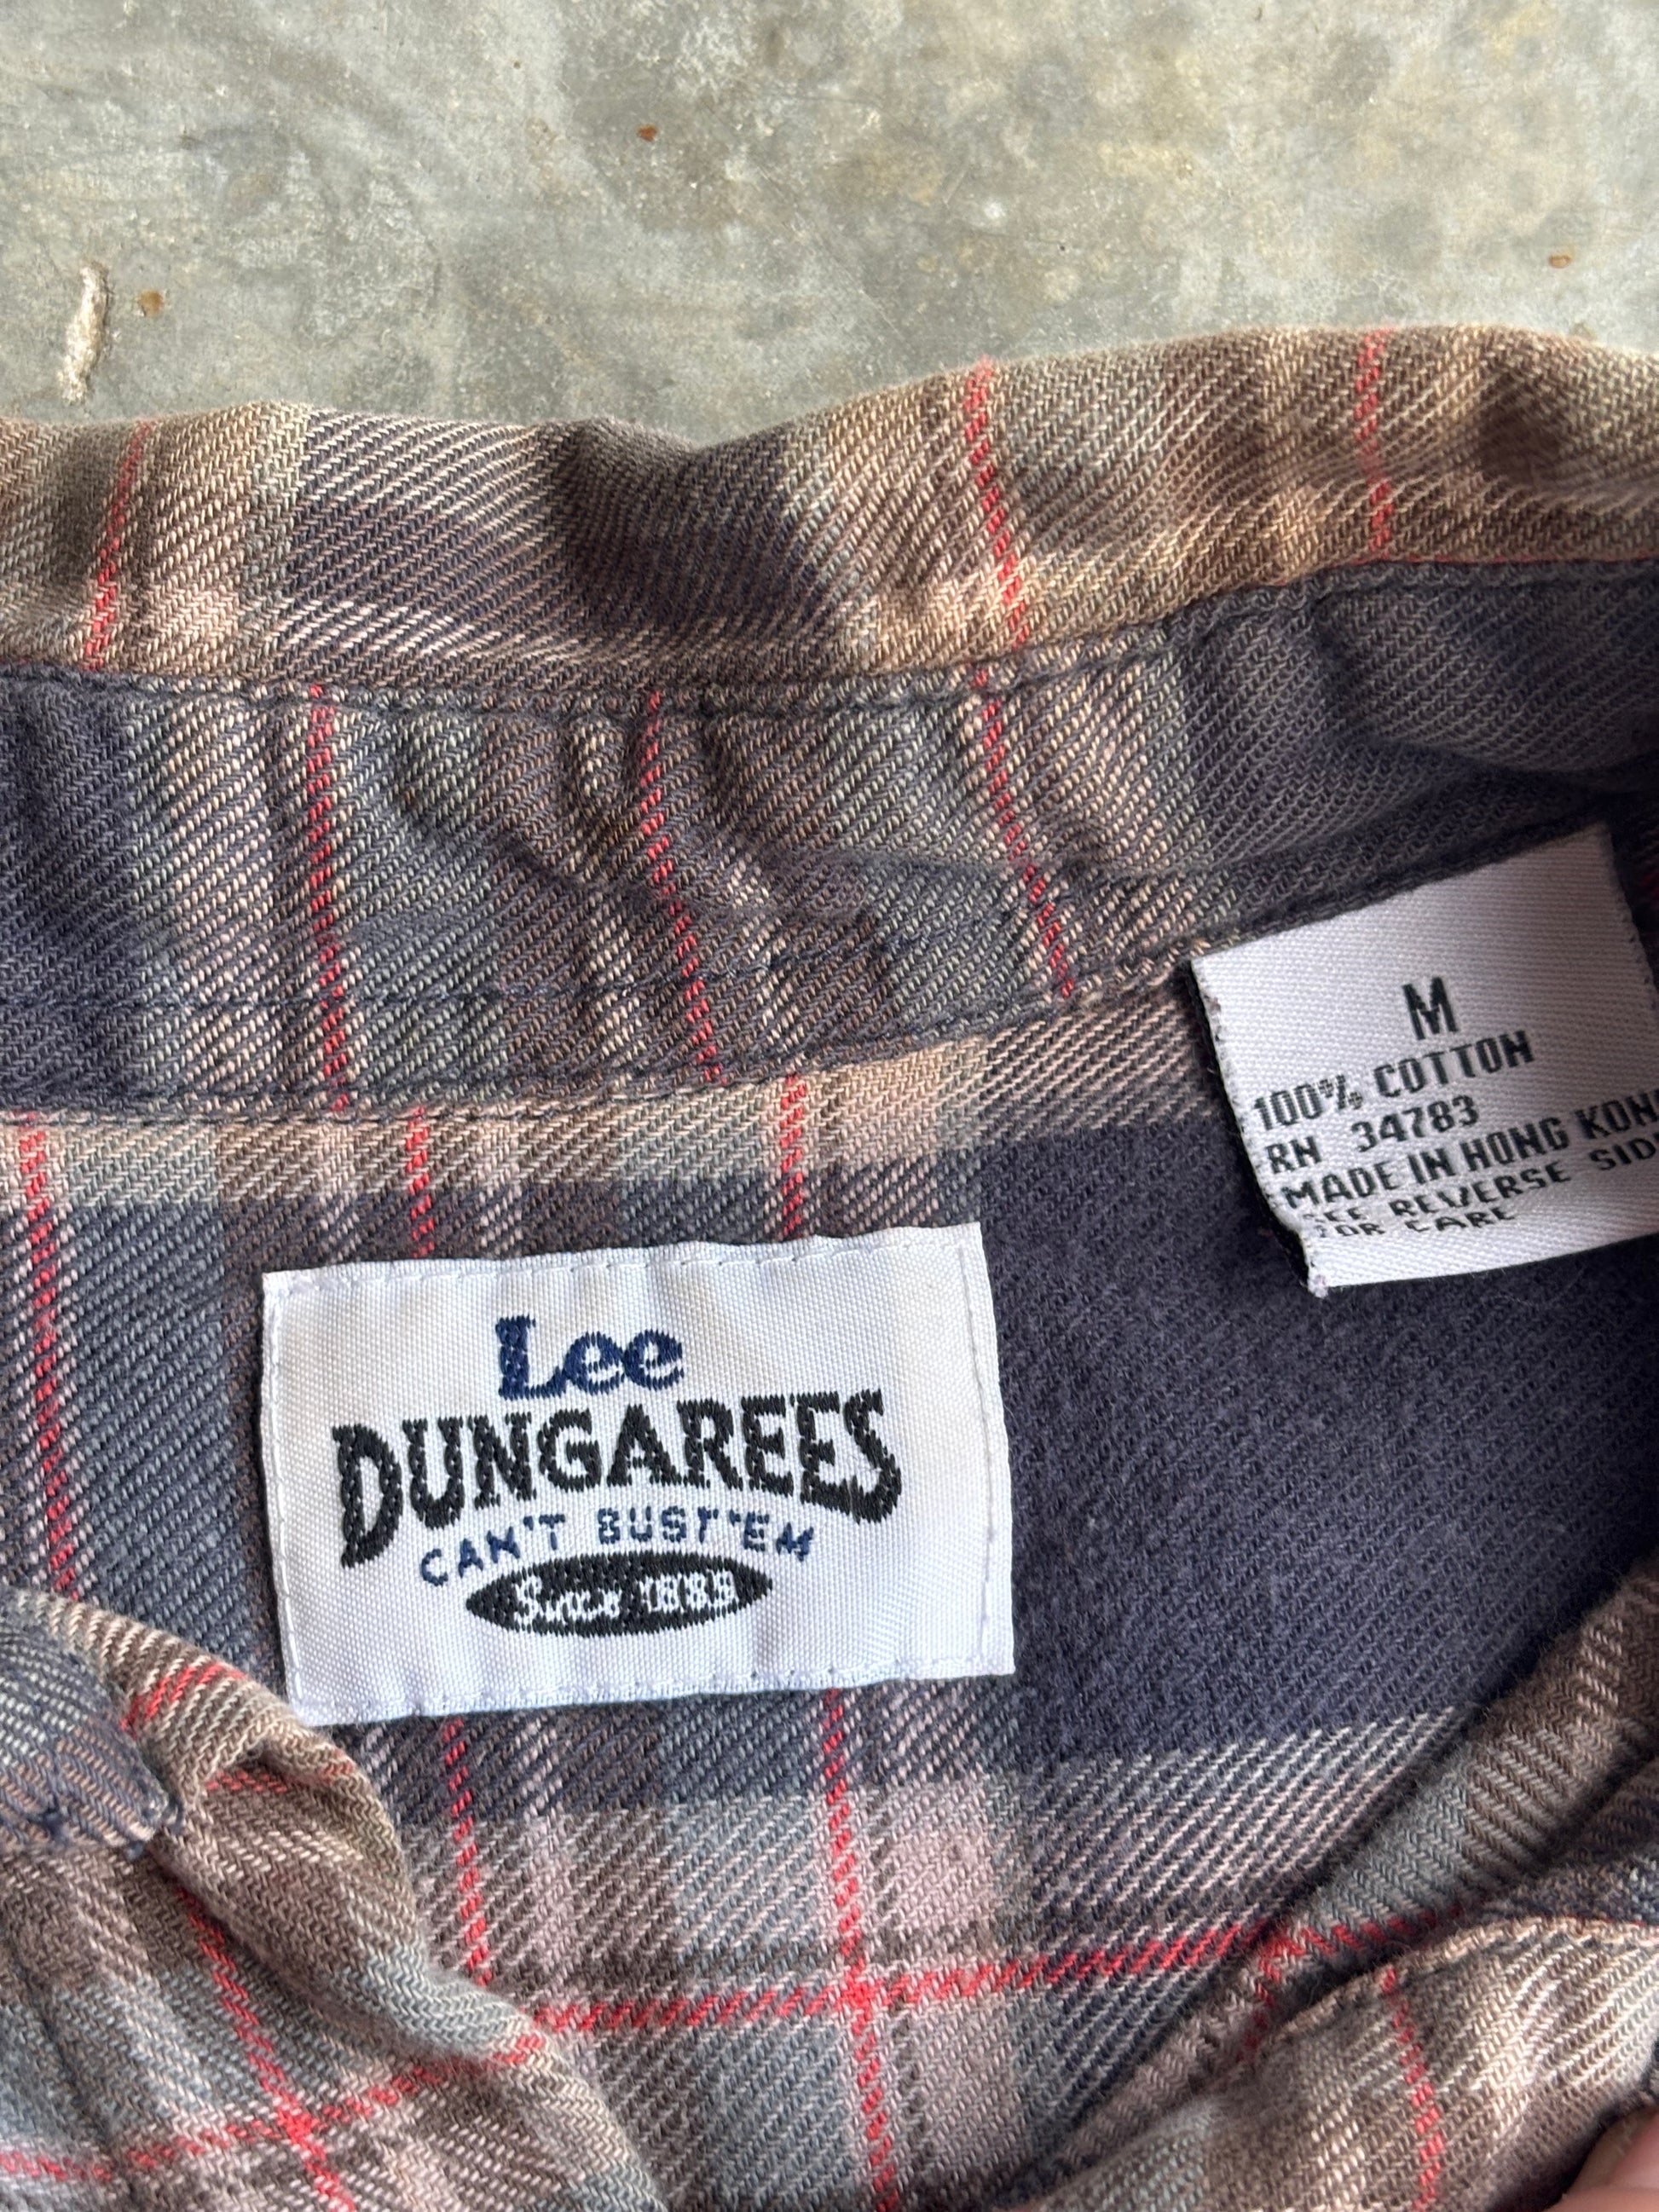 M
100% COTTON
RN 34783
MADE IN HONG KONG
SEE REVERSE SIDE
FOR CARE
Lee
DUNGAREES
CAN'T BUST 'EM
Since 1889